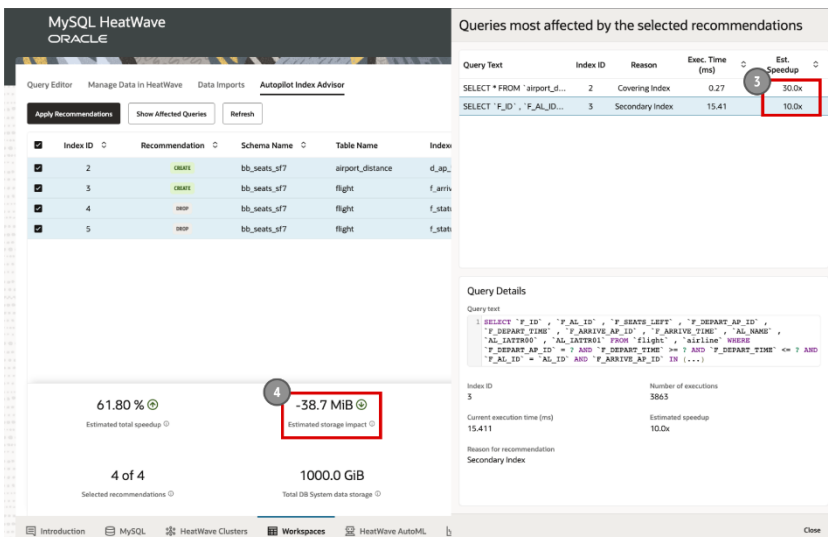 MySQL HeatWave
ORACLE
Query Editor Manage Data in HeatWave Data Imports Autopilot Index Advisor
Apply Recommendations Show Affected Queries Refresh
Index ID Recommendation Schema Name Table Name Index
2 CREATE bb_seats_sf7 airport_distance d_ap_
3 CREATE bb_seats_sf7 flight f_arriv
4 DROP bb_seats_sf7 flight f_statu
5 DROP bb_seats_sf7 flight f_statu
61.80 %
Estimated total speedup
4
-38.7 MiB
Estimated storage impact
4 of 4
Selected recommendations
1000.0 GiB
Total DB System data storage
Introduction MySQL HeatWave Clusters Workspaces HeatWave AutoML
Queries most affected by the selected recommendations
Query Text Index ID Reason Exec. Time (ms) Est. Speedup
3
SELECT * FROM `airport_d... 2 Covering Index 0.27 30.0x
SELECT `F_ID` , `F_AL_ID... 3 Secondary Index 15.41 10.0x
Query Details
Query text
1 SELECT `F_ID` , `F_AL_ID` , `F_SEATS_LEFT` , `F_DEPART_AP_ID` ,
`F_DEPART_TIME` , `F_ARRIVE_AP_ID` , `F_ARRIVE_TIME` , `AL_NAME` ,
`AL_IATTR00` , `AL_IATTR01` FROM `flight` , `airline` WHERE
`F_DEPART_AP_ID` = ? AND `F_DEPART_TIME` >= ? AND `F_DEPART_TIME` <= ? AND
`F_AL_ID` = `AL_ID` AND `F_ARRIVE_AP_ID` IN (...)
Index ID
3
Number of executions
3863
Current execution time (ms)
15.411
Estimated speedup
10.0x
Reason for recommendation
Secondary Index
Close